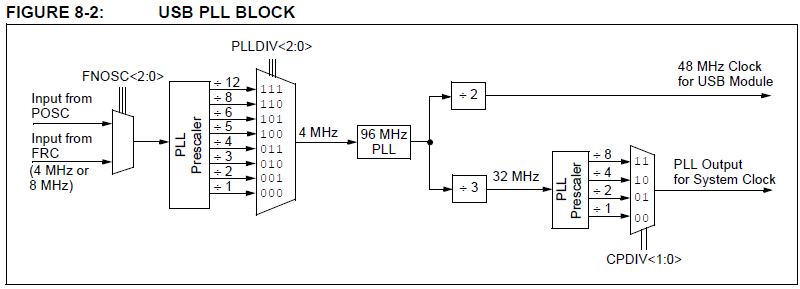 FIGURE 8-2: USB PLL BLOCK
PLLDIV<2:0>
FNOSC<2:0>
Input from
POSC
Input from
FRC
(4 MHz or
8 MHz)
PLL
Prescaler
÷ 12
÷ 8
÷ 6
÷ 5
÷ 4
÷ 3
÷ 2
÷ 1
111
110
101
100
011
010
001
000
4 MHz
96 MHz
PLL
÷ 2
48 MHz Clock
for USB Module
÷ 3
32 MHz
PLL
Prescaler
÷ 8
÷ 4
÷ 2
÷ 1
11
10
01
00
PLL Output
for System Clock
CPDIV<1:0>